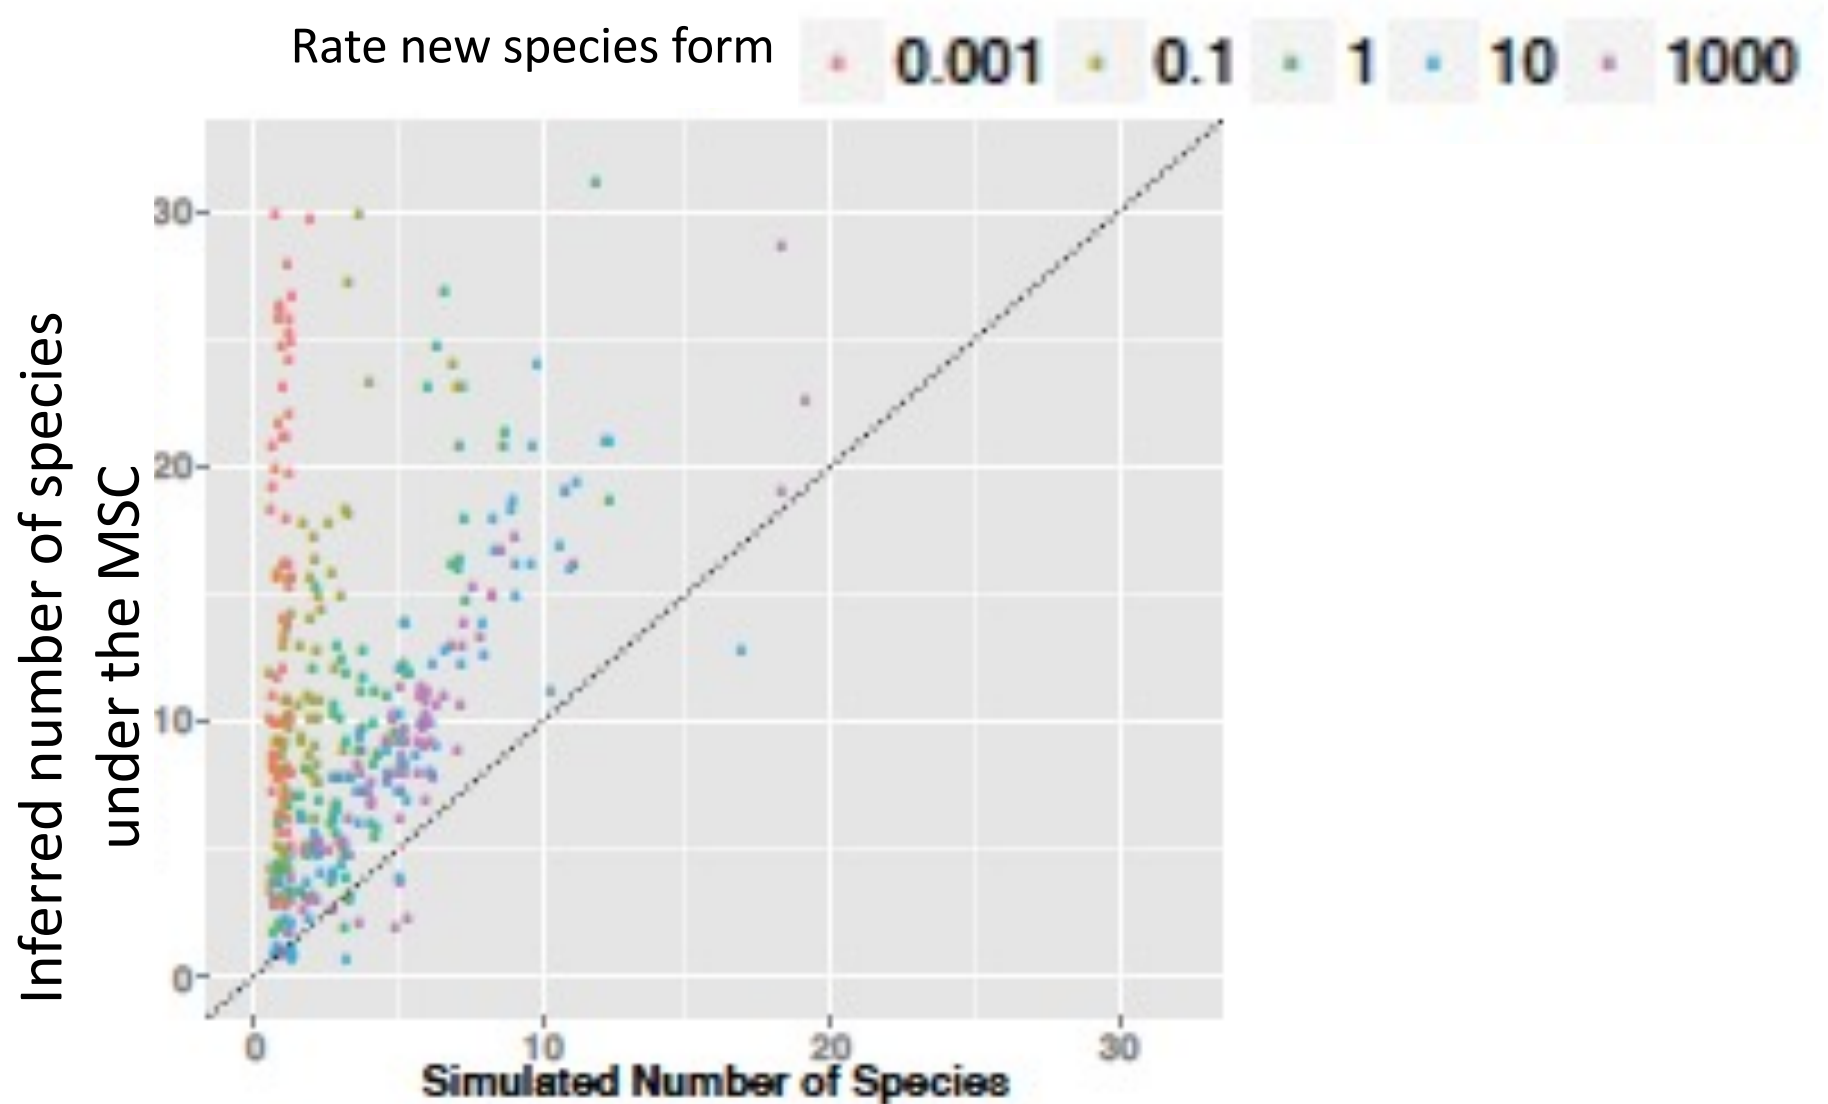 Rate new species form 0.001 0.1 1 10 1000
Inferred number of species
under the MSC
30
20
10
0
0 10 20 30
Simulated Number of Species